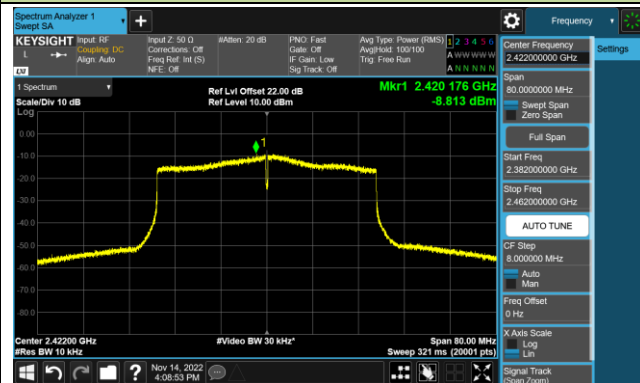 Spectrum Analyzer 1
Swept SA
Frequency
KEYSIGHT
Input: RF
Coupling: DC
Align: Auto
Input Z: 50 Ω
Corrections: Off
Freq Ref: Int (S)
NFE: Off
#Atten: 20 dB
PNO: Fast
Gate: Off
IF Gain: Low
Sig Track: Off
Avg Type: Power (RMS)
Avg|Hold: 100/100
Trig: Free Run
1 2 3 4 5 6
A W W W W W
A N N N N N
L
LXI
1 Spectrum
Scale/Div 10 dB
Log
Ref Lvl Offset 22.00 dB
Ref Level 10.00 dBm
Mkr1 2.420 176 GHz
-8.813 dBm
1
0.00
-10.0
-20.0
-30.0
-40.0
-50.0
-60.0
-70.0
-80.0
Center 2.42200 GHz
#Res BW 10 kHz
#Video BW 30 kHz*
Span 80.00 MHz
Sweep 321 ms (20001 pts)
Nov 14, 2022
4:08:53 PM
Center Frequency
2.422000000 GHz
Span
80.0000000 MHz
Swept Span
Zero Span
Full Span
Start Freq
2.382000000 GHz
Stop Freq
2.462000000 GHz
AUTO TUNE
CF Step
8.000000 MHz
Auto
Man
Freq Offset
0 Hz
X Axis Scale
Log
Lin
Signal Track
(Span Zoom)
Settings